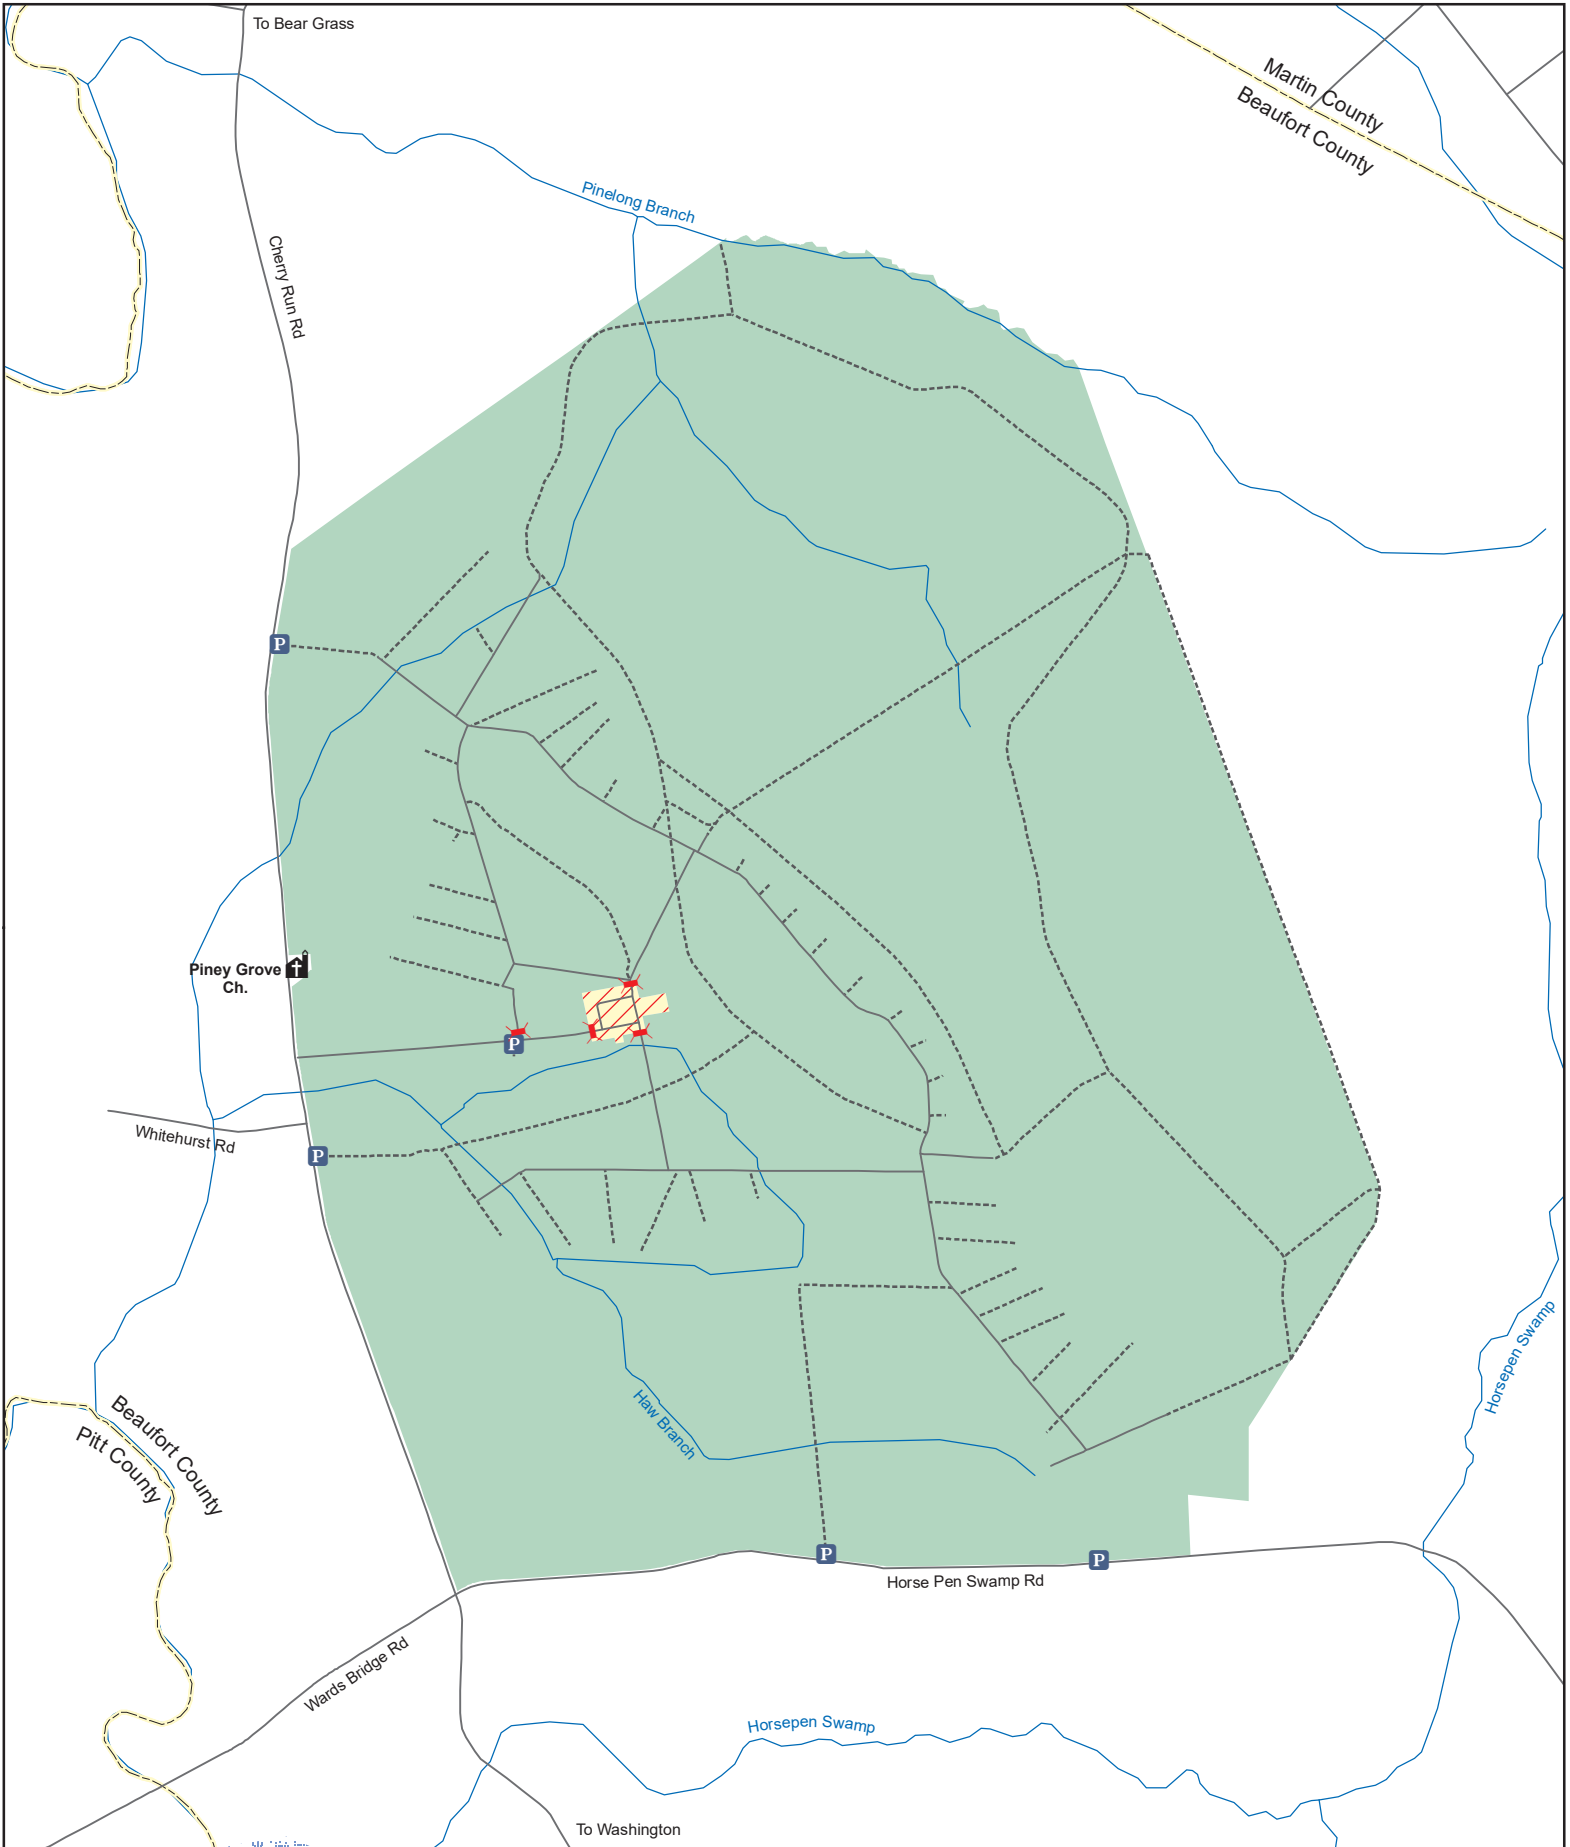 To Bear Grass
Martin County
Beaufort County
Pinelong Branch
Cherry Run Rd
P
Piney Grove
Ch.
P
Whitehurst Rd
P
Horsepen Swamp
Beaufort County
Pitt County
Haw Branch
P
P
Horse Pen Swamp Rd
Wards Bridge Rd
Horsepen Swamp
To Washington